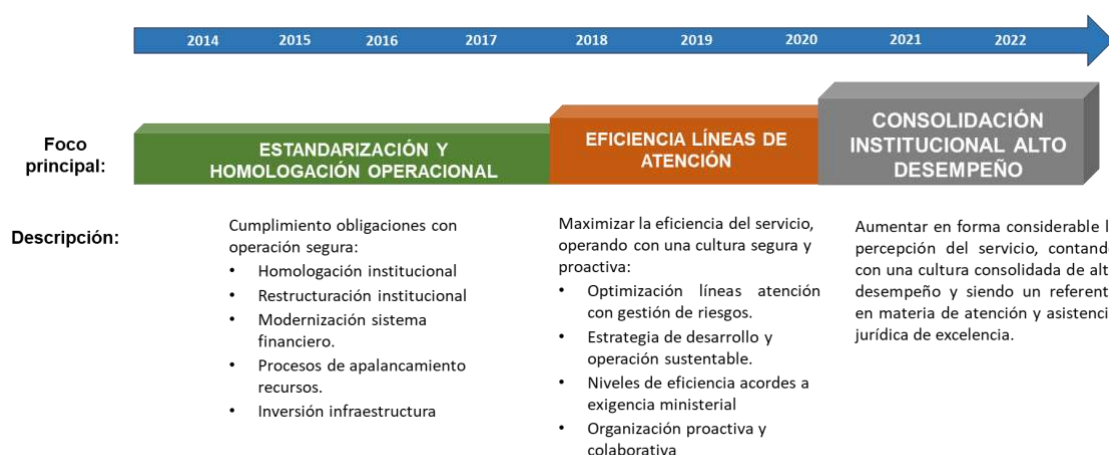 2014 2015 2016 2017 2018 2019 2020 2021 2022
Foco
principal:
ESTANDARIZACIÓN Y
HOMOLOGACIÓN OPERACIONAL
EFICIENCIA LÍNEAS DE
ATENCIÓN
CONSOLIDACIÓN
INSTITUCIONAL ALTO
DESEMPEÑO
Descripción:
Cumplimiento obligaciones con
operación segura:
• Homologación institucional
• Restructuración institucional
• Modernización sistema
financiero.
• Procesos de apalancamiento
recursos.
• Inversión infraestructura
Maximizar la eficiencia del servicio,
operando con una cultura segura y
proactiva:
• Optimización líneas atención
con gestión de riesgos.
• Estrategia de desarrollo y
operación sustentable.
• Niveles de eficiencia acordes a
exigencia ministerial
• Organización proactiva y
colaborativa
Aumentar en forma considerable l
percepción del servicio, contand
con una cultura consolidada de alt
desempeño y siendo un referent
en materia de atención y asistenci
jurídica de excelencia.